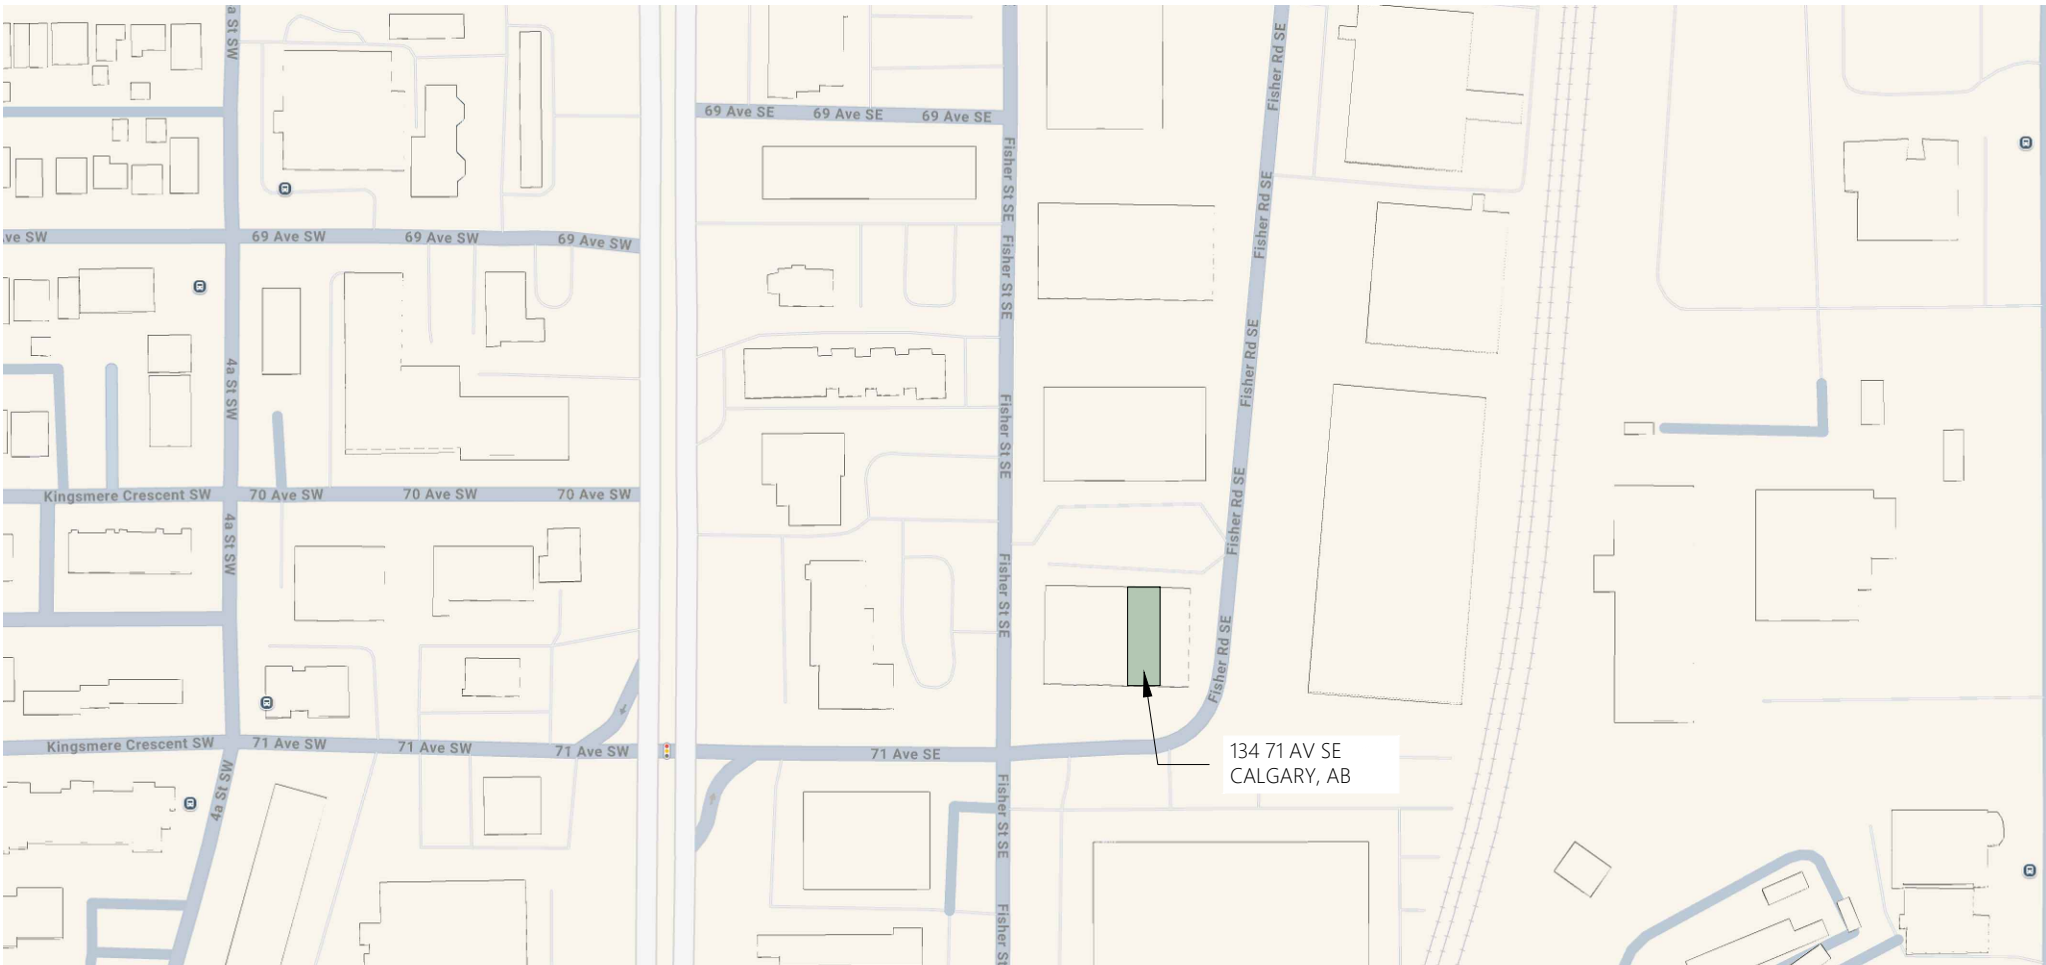 a St SW
Fisher Rd SE
69 Ave SE
69 Ave SE
69 Ave SE
Fisher St SE
Fisher Rd SE
ve SW
69 Ave SW
69 Ave SW
69 Ave SW
Fisher St SE
4a St SW
Fisher Rd SE
Fisher St SE
Kingsmere Crescent SW
70 Ave SW
70 Ave SW
70 Ave SW
4a St SW
Fisher Rd SE
Fisher St SE
Fisher Rd SE
Kingsmere Crescent SW
71 Ave SW
71 Ave SW
71 Ave SW
71 Ave SE
134 71 AV SE
CALGARY, AB
4a St SW
Fisher St SE
Fisher St